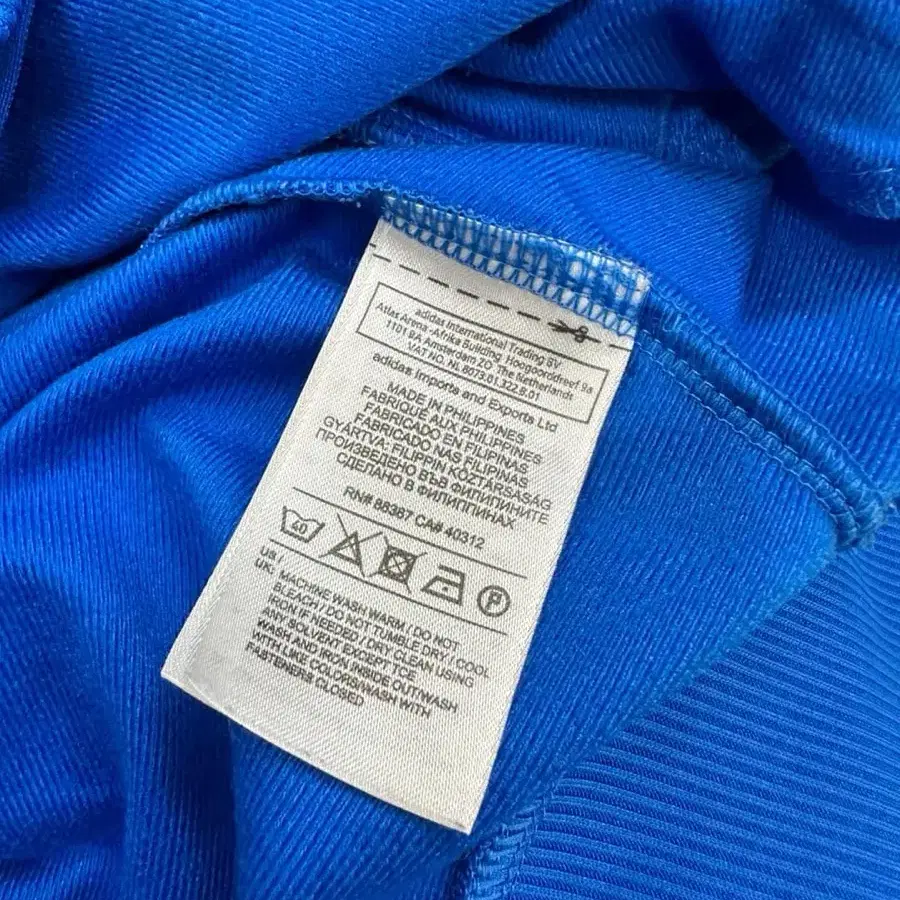 adidas International Trading BV
Atlas Arena -Afrika Building, Hoogoorddreef 9a
1101 BA Amsterdam ZO The Netherlandt
VAT NO. NL 8073.01.322.B.01
adidas Imports and Exports Ltd
MADE IN PHILIPPINES
FABRIQUÉ AUX PHILIPPINES
FABRICADO EN FILIPINAS
FABRICADO NAS FILIPINAS
GYÁRTVA: FILIPPIN KÖZTÁRSASÁG
ПРОИЗВЕДЕНО ВЪВ ФИЛИПИНИТЕ
СДЕЛАНО В ФИЛИППИНАХ
RN# 88387 CA# 40312
40
P
US / UK: MACHINE WASH WARM / DO NOT
BLEACH / DO NOT TUMBLE DRY / COOL
IRON IF NEEDED / DRY CLEAN USING
ANY SOLVENT EXCEPT TCE
WASH AND IRON INSIDE OUT/WASH
WITH LIKE COLORS/WASH WITH
FASTENERS CLOSED